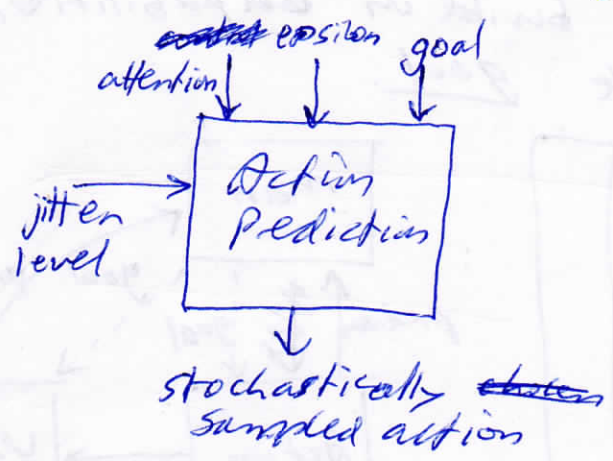 epsilon goal
attention
Action
Prediction
jitter
level
stochastically
sampled action